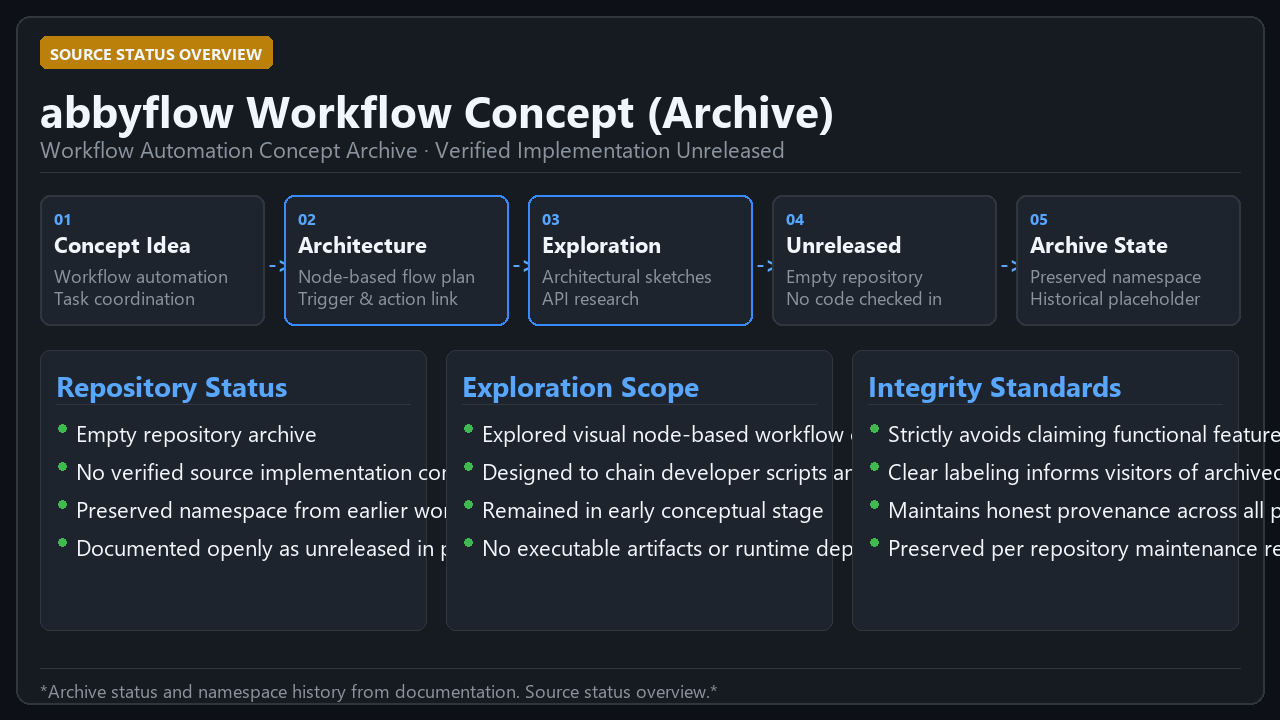 SOURCE STATUS OVERVIEW
abbyflow Workflow Concept (Archive)
Workflow Automation Concept Archive · Verified Implementation Unreleased
01
Concept Idea
Workflow automation
Task coordination
->
02
Architecture
Node-based flow plan
Trigger & action link
->
03
Exploration
Architectural sketches
API research
->
04
Unreleased
Empty repository
No code checked in
->
05
Archive State
Preserved namespace
Historical placeholder
Repository Status
Empty repository archive
No verified source implementation
Preserved namespace from earlier
Documented openly as unreleased in
Exploration Scope
Explored visual node-based workflow
Designed to chain developer scripts
Remained in early conceptual stage
No executable artifacts or runtime
Integrity Standards
Strictly avoids claiming functional
Clear labeling informs visitors of archived
Maintains honest provenance across all
Preserved per repository maintenance
*Archive status and namespace history from documentation. Source status overview.*